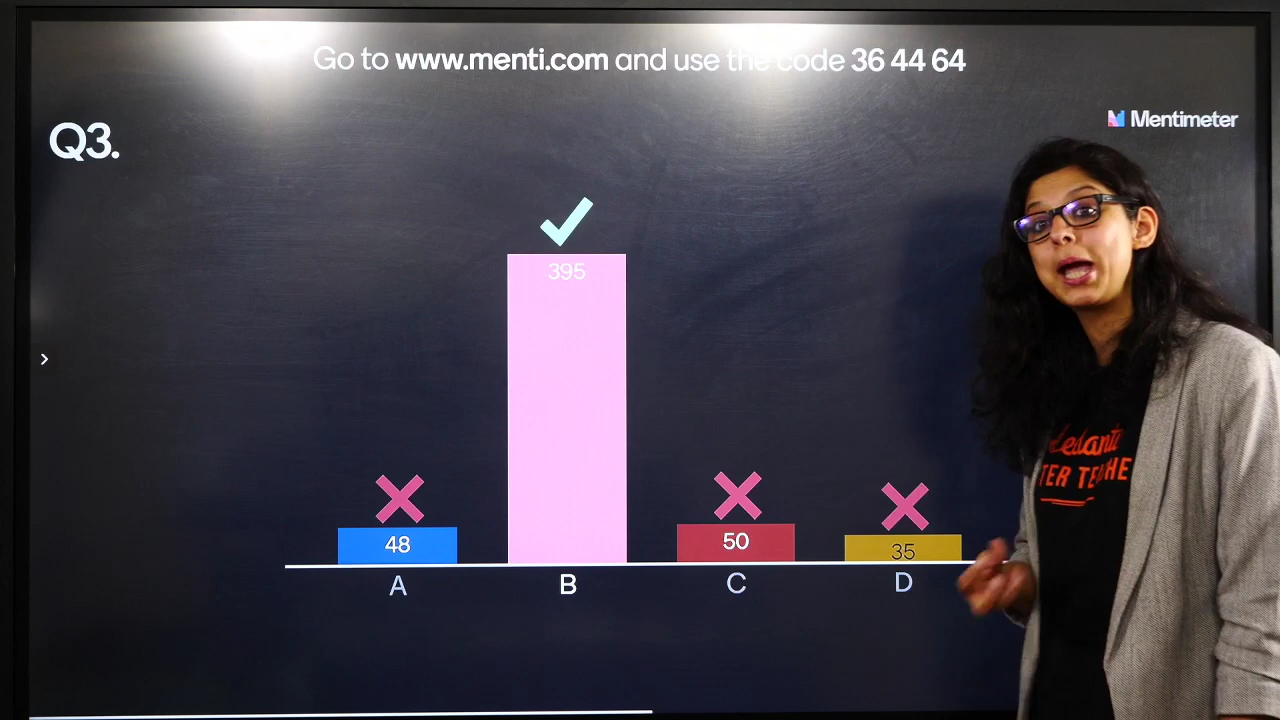 Go to www.menti.com and use the code 36 44 64
Mentimeter
Q3.
395
48
50
35
A B C D
TER